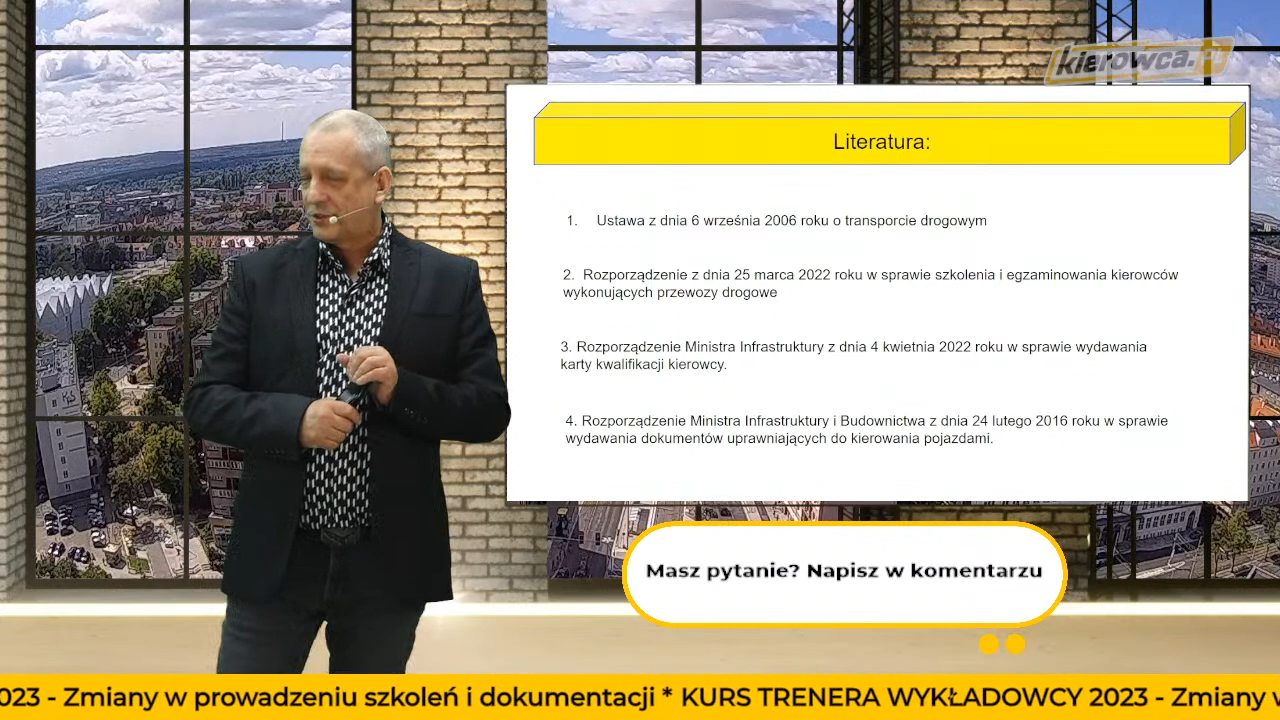 kierowca.pl
Literatura:
1. Ustawa z dnia 6 września 2006 roku o transporcie drogowym
2. Rozporządzenie z dnia 25 marca 2022 roku w sprawie szkolenia i egzaminowania kierowców
wykonujących przewozy drogowe
3. Rozporządzenie Ministra Infrastruktury z dnia 4 kwietnia 2022 roku w sprawie wydawania
karty kwalifikacji kierowcy.
4. Rozporządzenie Ministra Infrastruktury i Budownictwa z dnia 24 lutego 2016 roku w sprawie
wydawania dokumentów uprawniających do kierowania pojazdami.
Masz pytanie? Napisz w komentarzu
023 - Zmiany w prowadzeniu szkoleń i dokumentacji * KURS TRENERA WYKŁADOWCY 2023 - Zmiany w